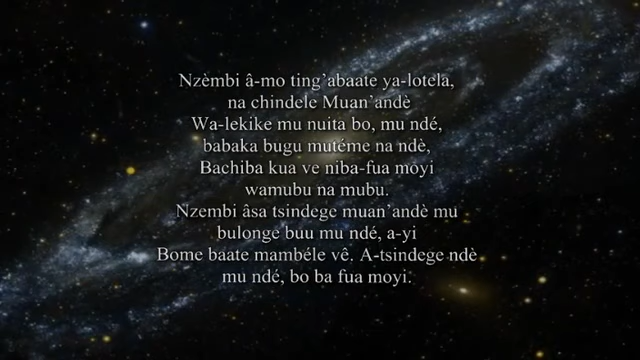 Nzèmbi â-mo ting’abaate ya-lotela,
na chindele Muan’andè
Wa-lekike mu nuita bo, mu ndé,
babaka bugu mutéme na ndè,
Bachiba kua ve niba-fua moyi
wamubu na mubu.
Nzembi âsa tsindege muan’andè mu
bulonge buu mu ndé, a-yi
Bome baate mambéle vê. A-tsindege ndè
mu ndé, bo ba fua moyi.